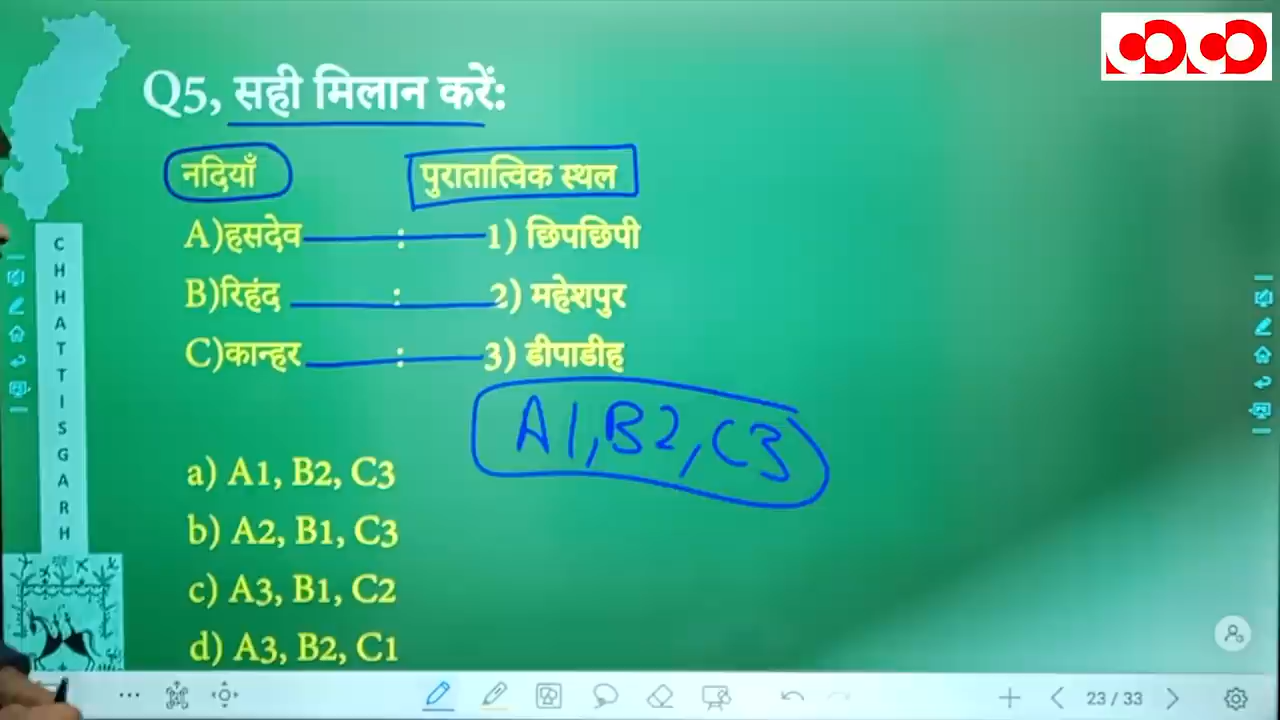 Q5, सही मिलान करें:
नदियाँ पुरातात्विक स्थल
A)हसदेव : 1) छिपछिपी
B)रिहंद : 2) महेशपुर
C)कान्हर : 3) डीपाडीह
A1, B2, C3
a) A1, B2, C3
b) A2, B1, C3
c) A3, B1, C2
d) A3, B2, C1
CHHATTISGARH
23 / 33